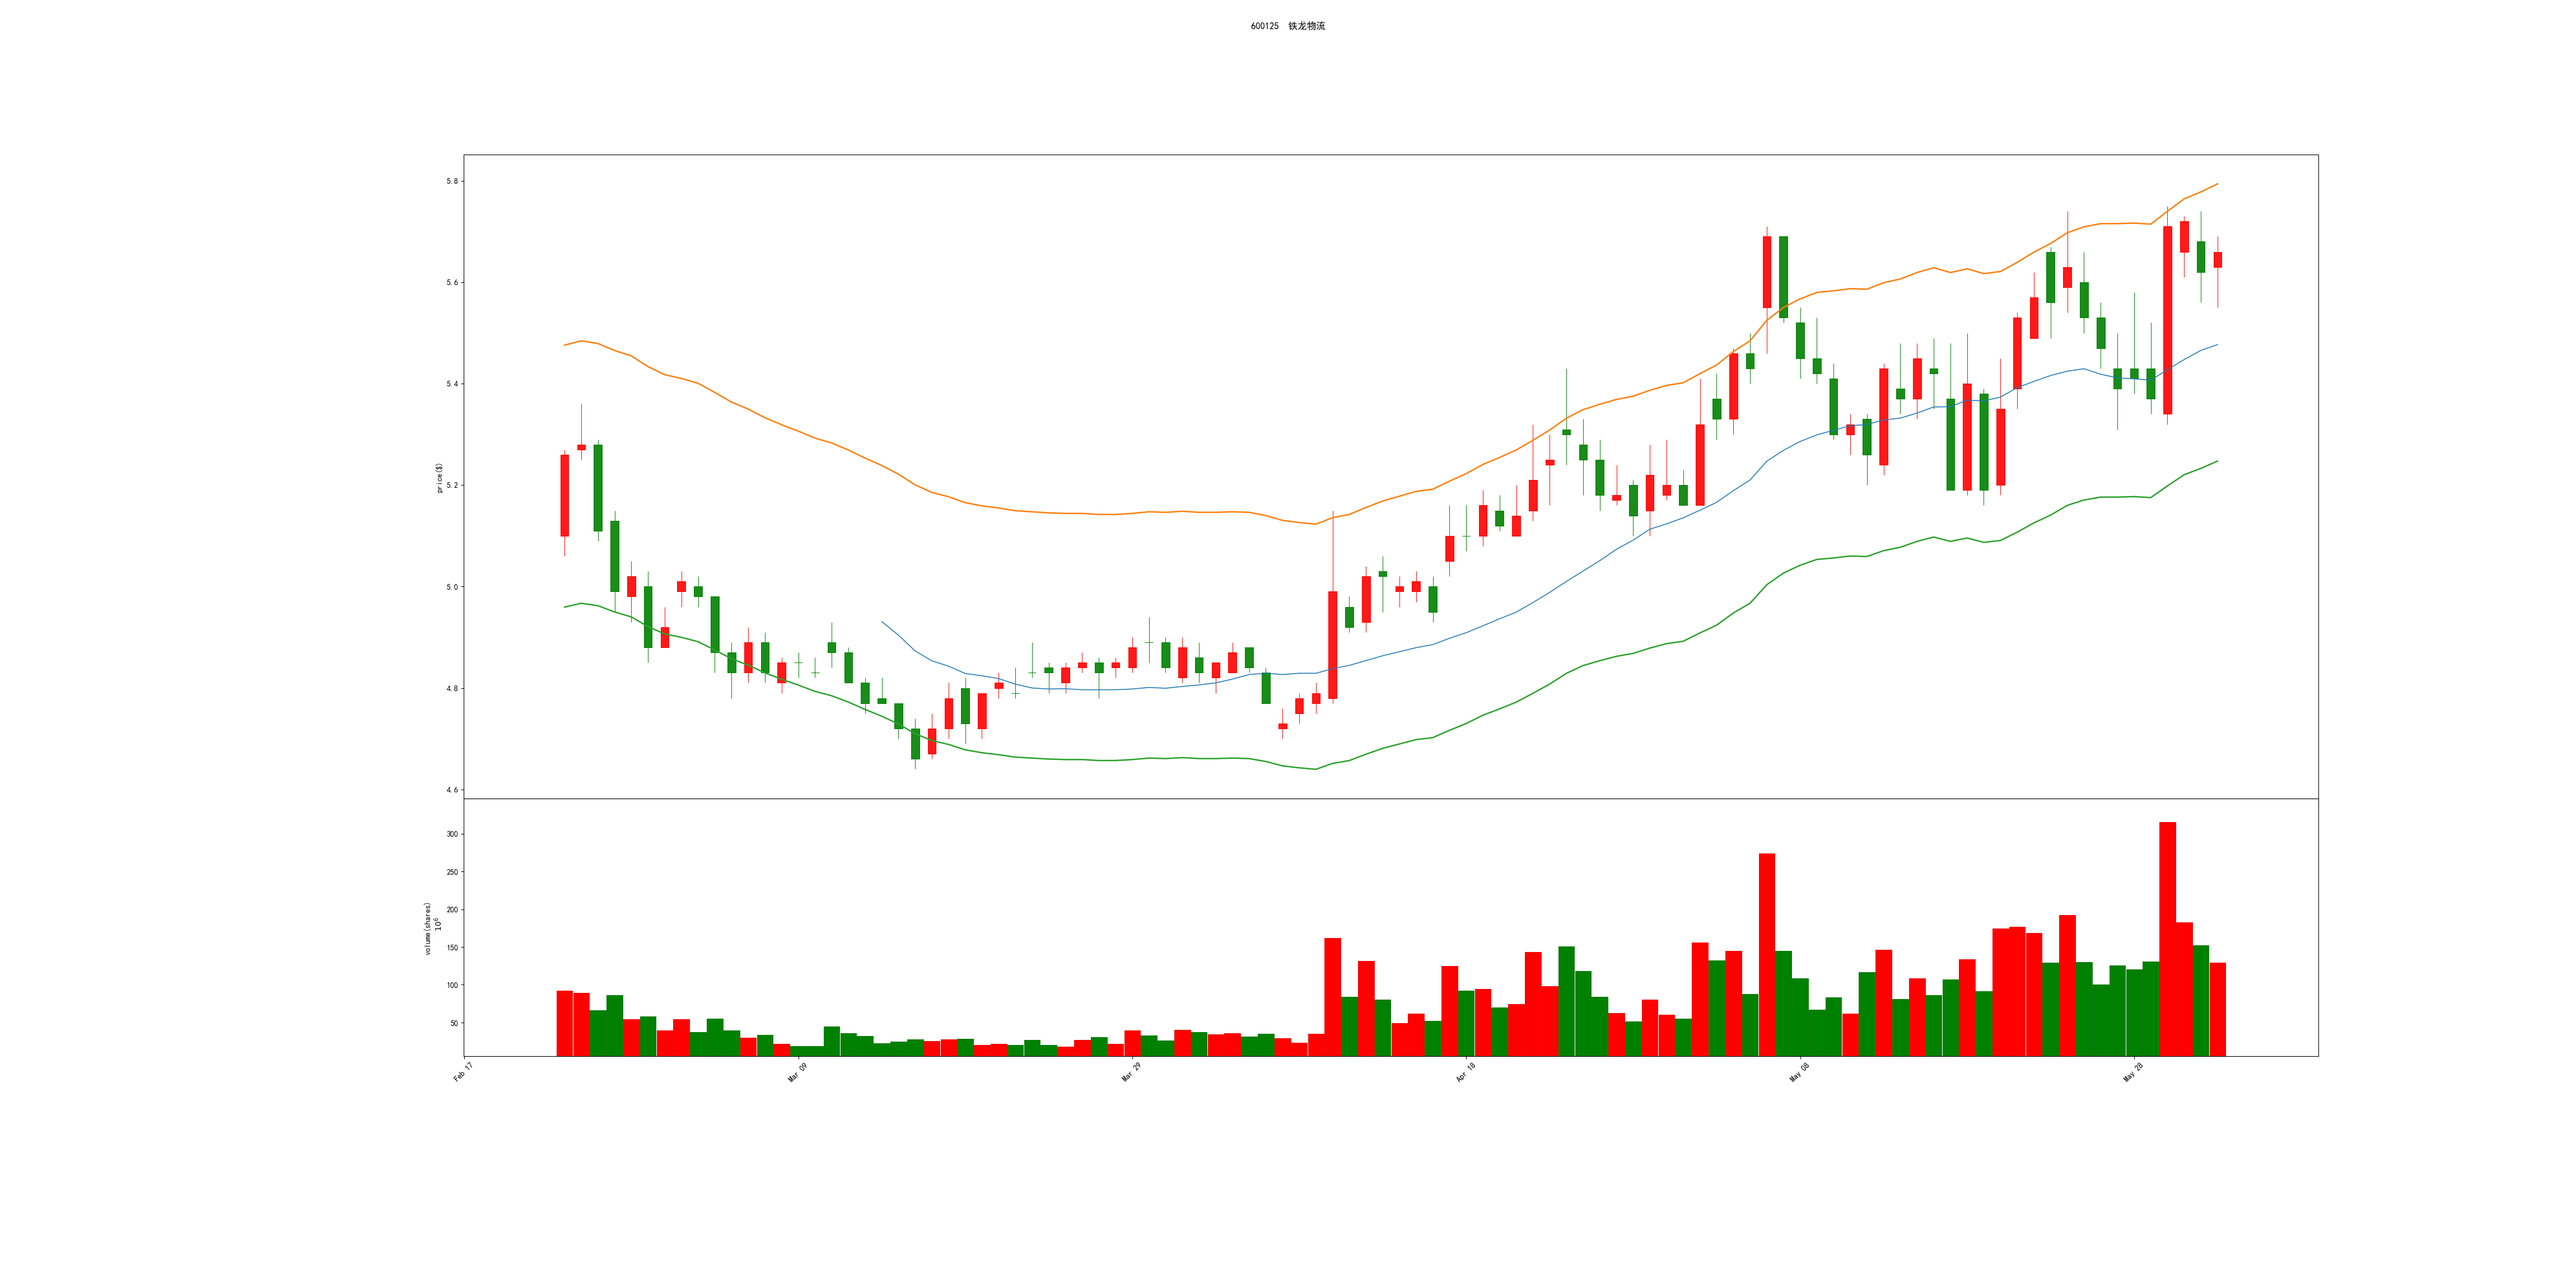 600125 铁龙物流
price($)
5.8
5.6
5.4
5.2
5.0
4.8
4.6
volume(shares)
10⁶
300
250
200
150
100
50
Feb 17
Mar 09
Mar 29
Apr 18
May 08
May 28